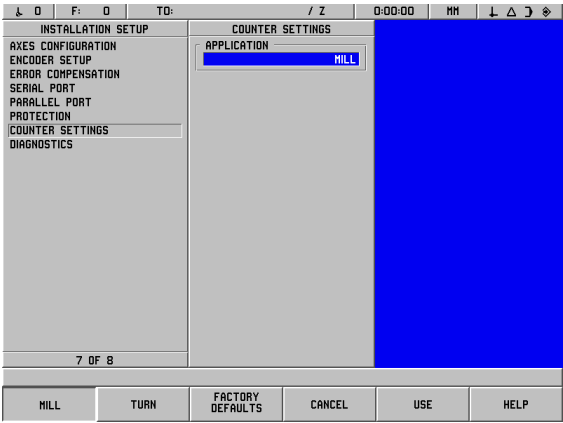 0 F: 0 T0: / Z 0:00:00 MM
INSTALLATION SETUP
COUNTER SETTINGS
AXES CONFIGURATION
ENCODER SETUP
ERROR COMPENSATION
SERIAL PORT
PARALLEL PORT
PROTECTION
COUNTER SETTINGS
DIAGNOSTICS
7 OF 8
APPLICATION
MILL
MILL
TURN
FACTORY
DEFAULTS
CANCEL
USE
HELP